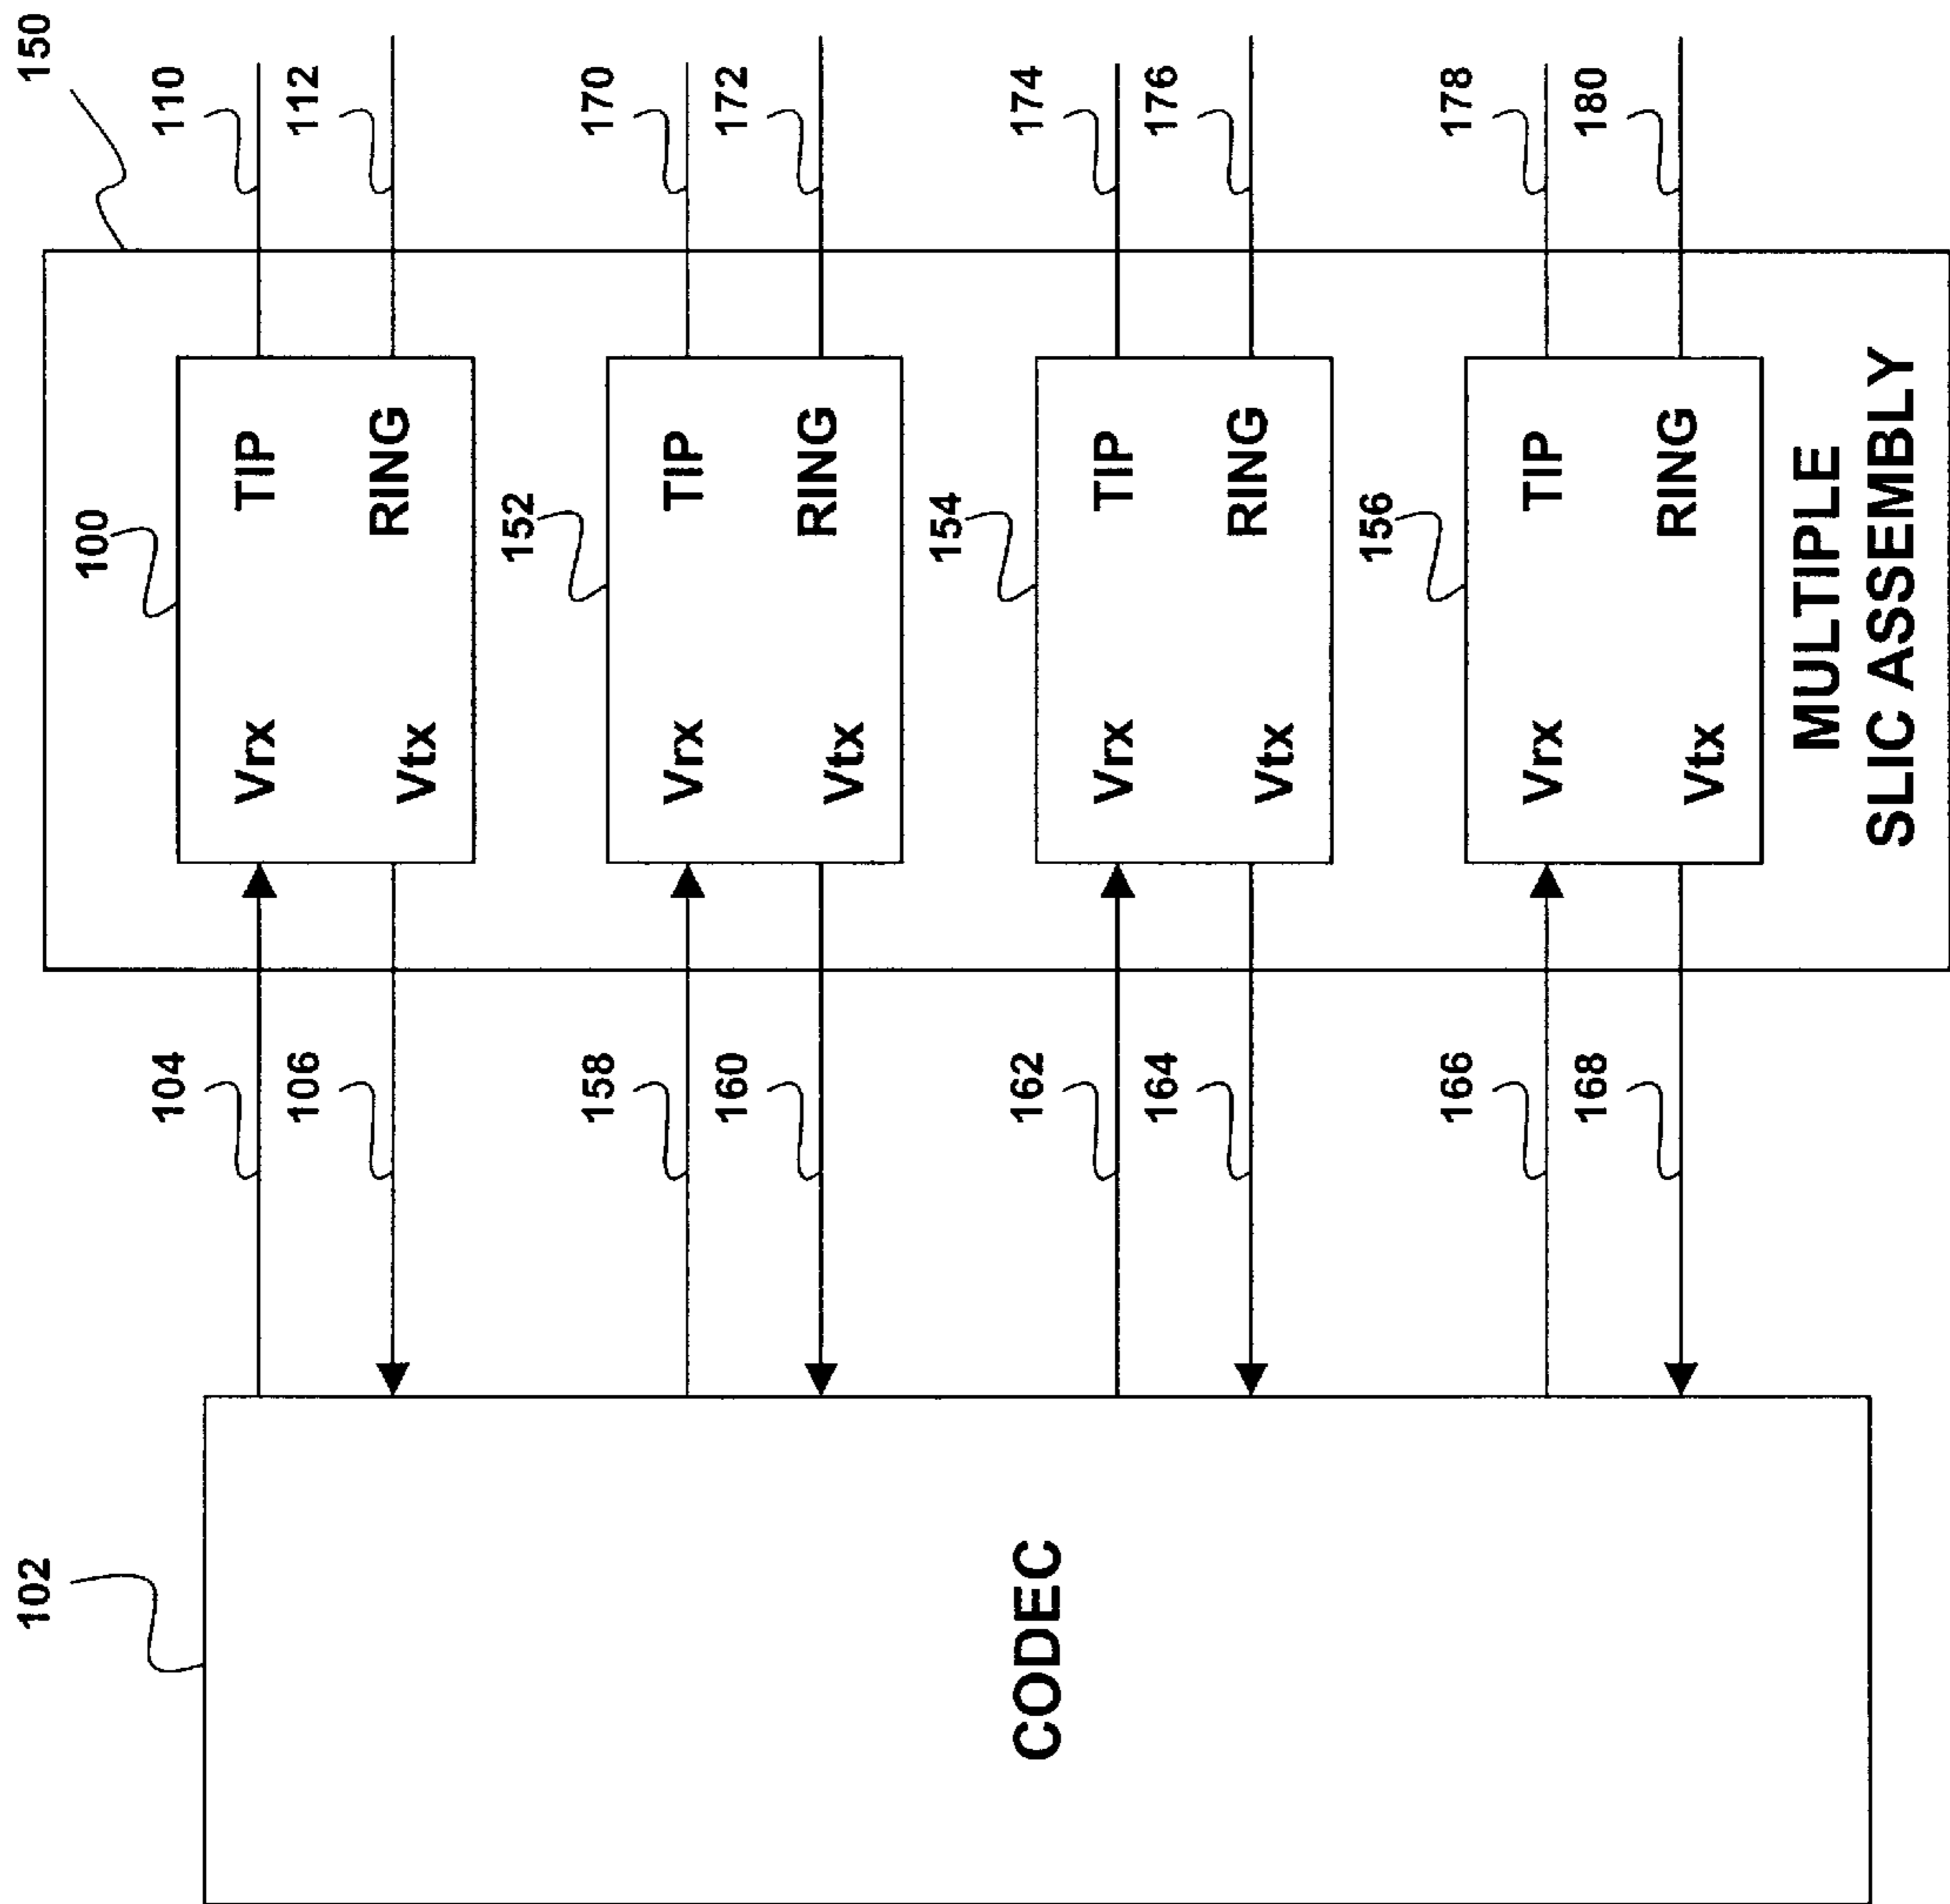 102 150
100
104 110
Vrx TIP
106 112
Vtx RING
152
158 170
Vrx TIP
160 172
Vtx RING
154
162 174
CODEC
Vrx TIP
164 176
Vtx RING
156
166 178
Vrx TIP
168 180
Vtx RING
MULTIPLE
SLIC ASSEMBLY